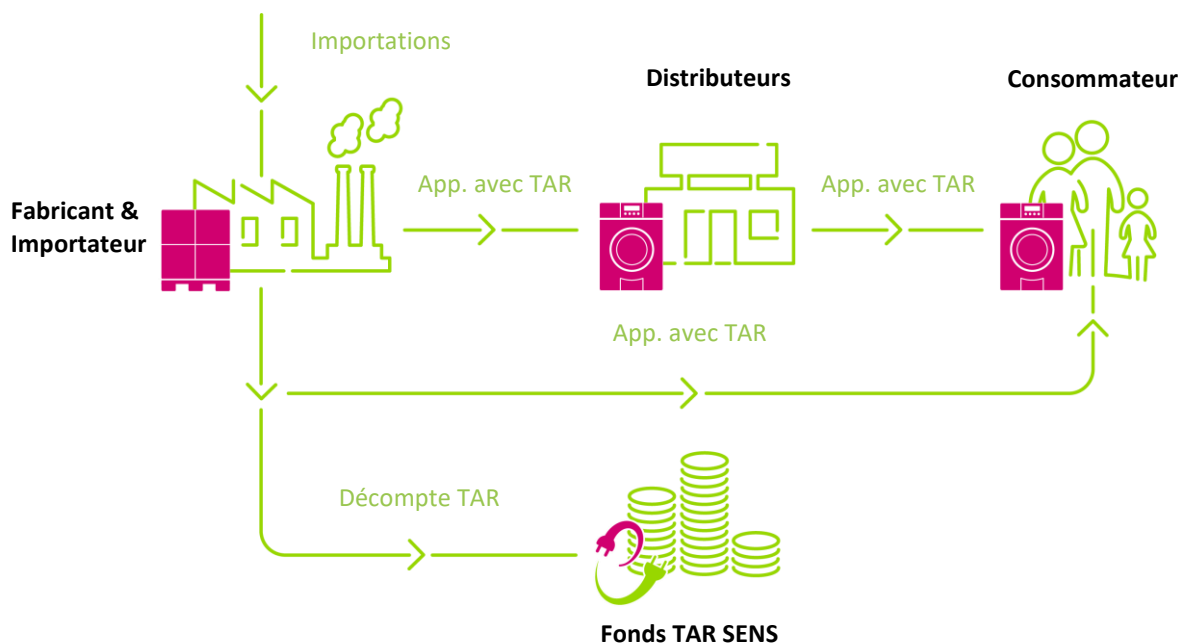 Importations
Distributeurs
Consommateur
App. avec TAR
App. avec TAR
Fabricant &
Importateur
App. avec TAR
Décompte TAR
Fonds TAR SENS